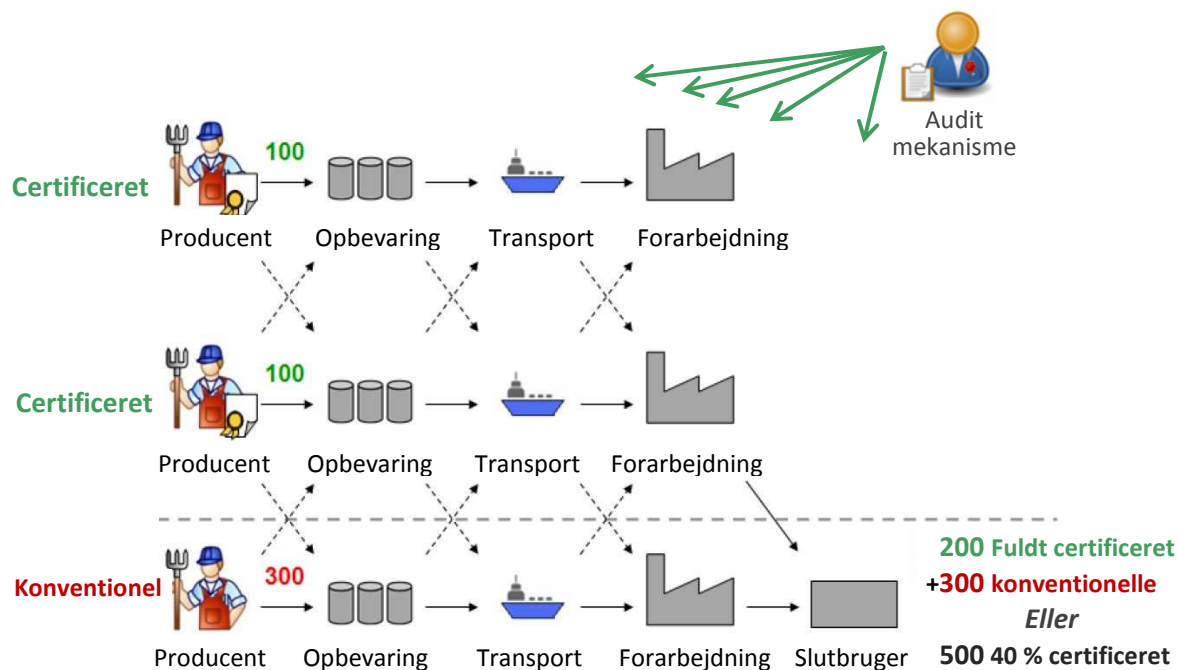 Audit
mekanisme
Certificeret
100
Producent
Opbevaring
Transport
Forarbejdning
Certificeret
100
Producent
Opbevaring
Transport
Forarbejdning
Konventionel
300
Producent
Opbevaring
Transport
Forarbejdning
Slutbruger
200 Fuldt certificeret
+300 konventionelle
Eller
500 40 % certificeret